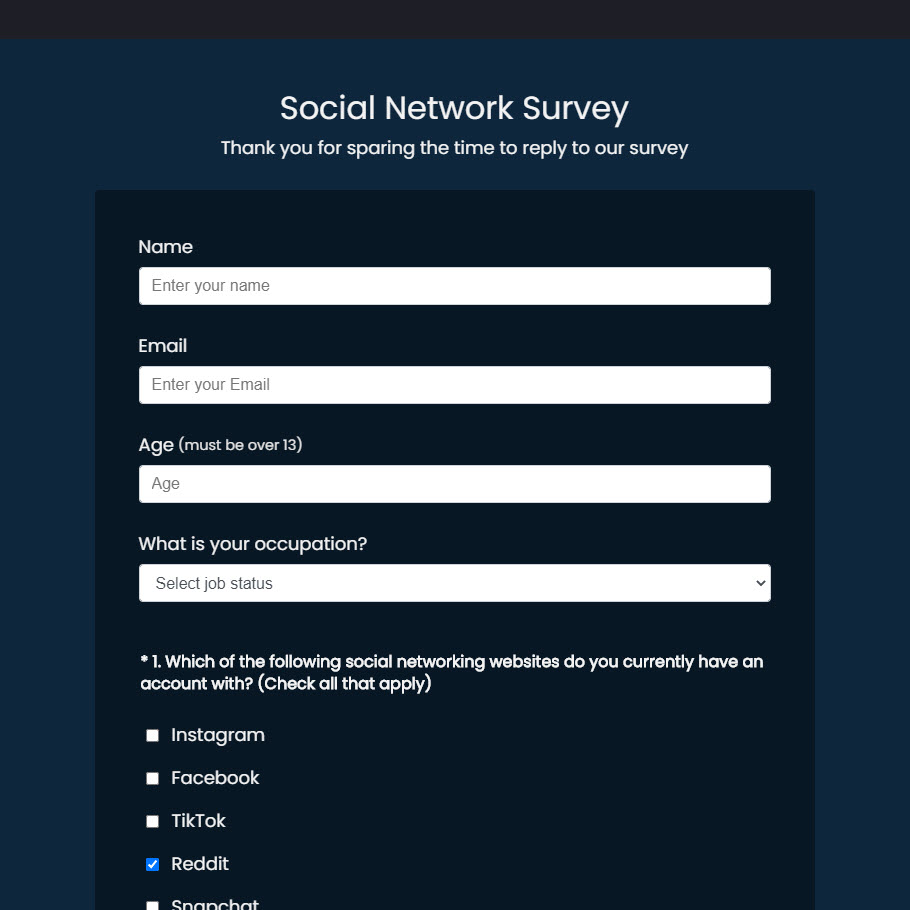 Social Network Survey
Thank you for sparing the time to reply to our survey
Name
Enter your name
Email
Enter your Email
Age (must be over 13)
Age
What is your occupation?
Select job status
* 1. Which of the following social networking websites do you currently have an
account with? (Check all that apply)
Instagram
Facebook
TikTok
Reddit
Snapchat